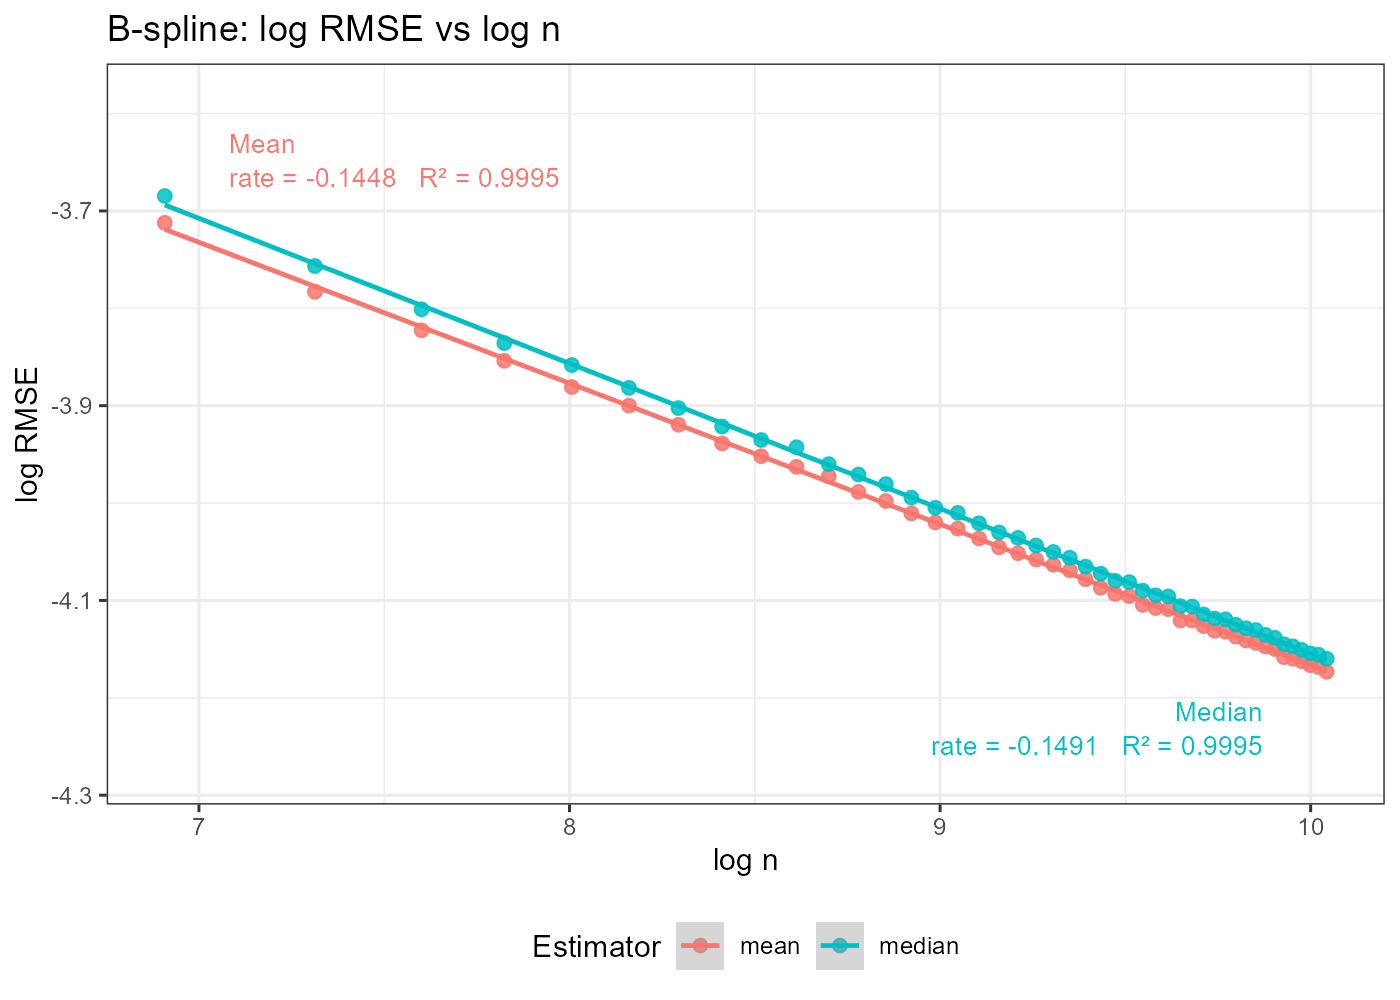 B-spline: log RMSE vs log n
Mean
rate = -0.1448   R² = 0.9995
-3.7
-3.9
-4.1
-4.3
log RMSE
Median
rate = -0.1491   R² = 0.9995
7 8 9 10
log n
Estimator mean median